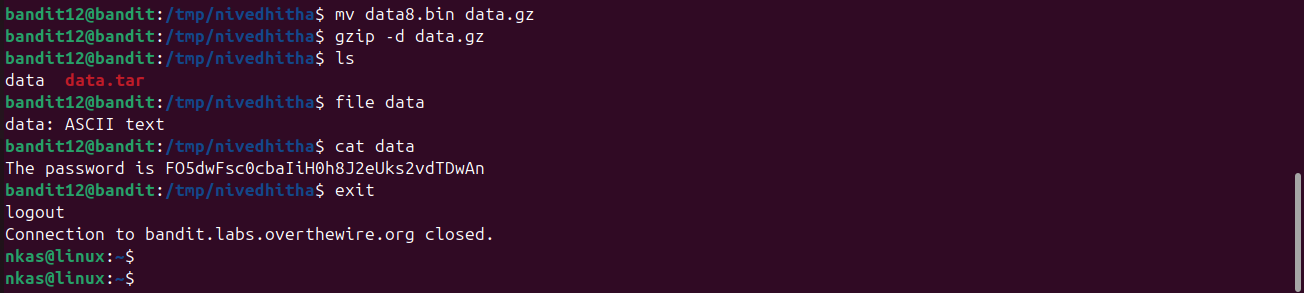 bandit12@bandit:/tmp/nivedhitha$ mv data8.bin data.gz
bandit12@bandit:/tmp/nivedhitha$ gzip -d data.gz
bandit12@bandit:/tmp/nivedhitha$ ls
data  data.tar
bandit12@bandit:/tmp/nivedhitha$ file data
data: ASCII text
bandit12@bandit:/tmp/nivedhitha$ cat data
The password is FO5dwFsc0cbaIiH0h8J2eUks2vdTDwAn
bandit12@bandit:/tmp/nivedhitha$ exit
logout
Connection to bandit.labs.overthewire.org closed.
nkas@linux:~$
nkas@linux:~$